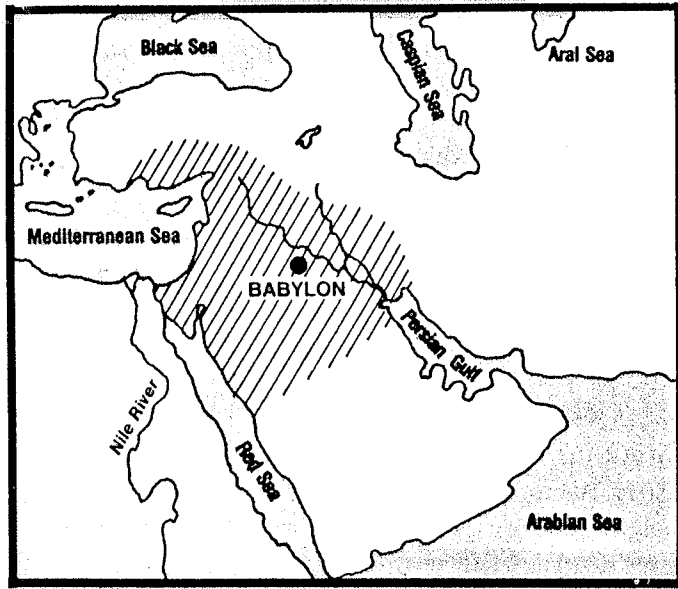 Black Sea
Caspian Sea
Aral Sea
Mediterranean Sea
BABYLON
Persian Gulf
Nile River
Red Sea
Arabian Sea